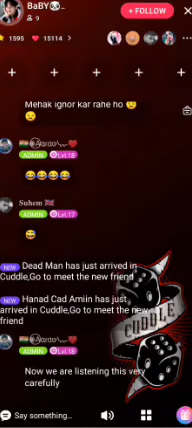 BaBY
9
+ FOLLOW
1595
15114 >
Mehak ignor kar rahe ho
ADMIN Lvl.18
Suhem
ADMIN Lvl.17
NEW Dead Man has just arrived in
Cuddle,Go to meet the new friend
NEW Hanad Cad Amiin has just
arrived in Cuddle,Go to meet the new
friend
CUDDLE
ADMIN Lvl.18
Now we are listening this very
carefully
Say something...